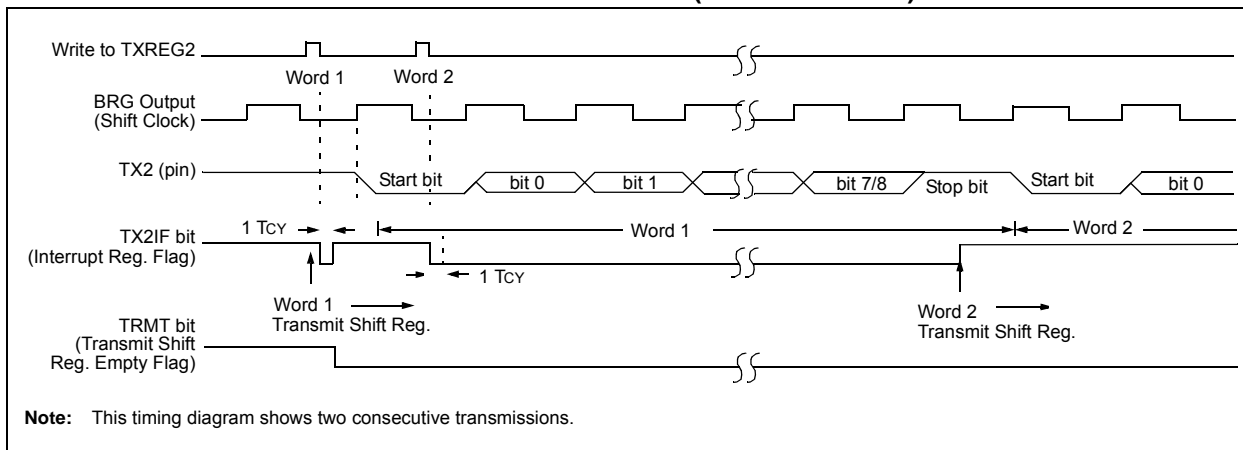 Write to TXREG2
Word 1
Word 2
BRG Output
(Shift Clock)
TX2 (pin)
Start bit
bit 0
bit 1
bit 7/8
Stop bit
Start bit
bit 0
1 TCY
Word 1
Word 2
TX2IF bit
(Interrupt Reg. Flag)
1 TCY
Word 1
Transmit Shift Reg.
Word 2
Transmit Shift Reg.
TRMT bit
(Transmit Shift
Reg. Empty Flag)
Note: This timing diagram shows two consecutive transmissions.